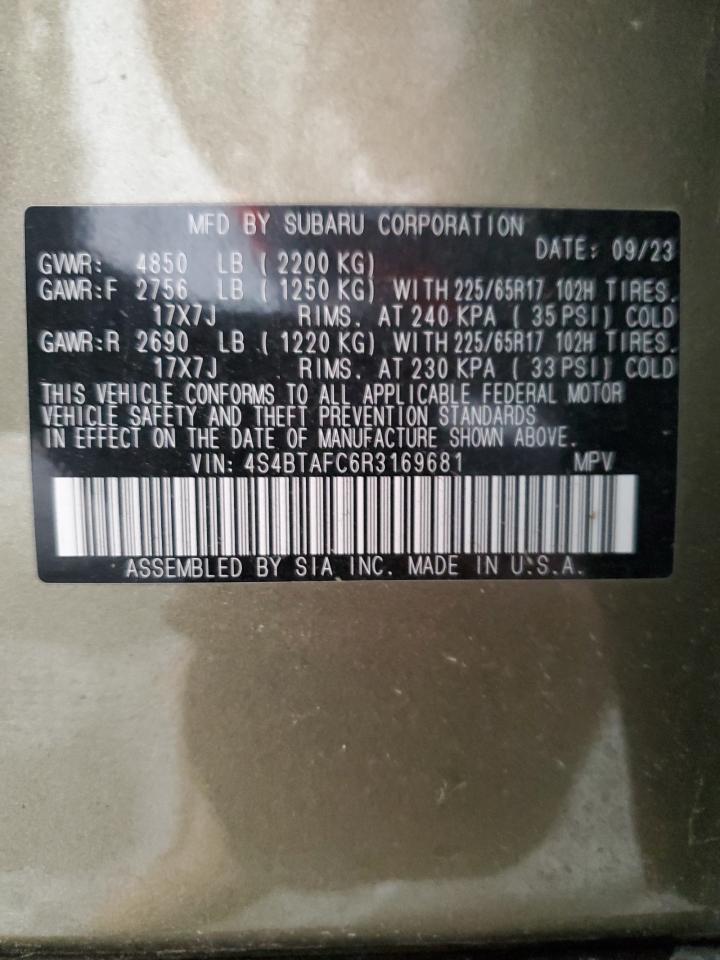 MFD BY SUBARU CORPORATION
DATE: 09/23
GVWR: 4850 LB ( 2200 KG)
GAWR:F 2756 LB ( 1250 KG) WITH 225/65R17 102H TIRES.
17X7J RIMS. AT 240 KPA ( 35 PSI) COLD
GAWR:R 2690 LB ( 1220 KG) WITH 225/65R17 102H TIRES.
17X7J RIMS. AT 230 KPA ( 33 PSI) COLD
THIS VEHICLE CONFORMS TO ALL APPLICABLE FEDERAL MOTOR
VEHICLE SAFETY AND THEFT PREVENTION STANDARDS
IN EFFECT ON THE DATE OF MANUFACTURE SHOWN ABOVE.
VIN: 4S4BTAFC6R3169681 MPV
ASSEMBLED BY SIA INC. MADE IN U.S.A.